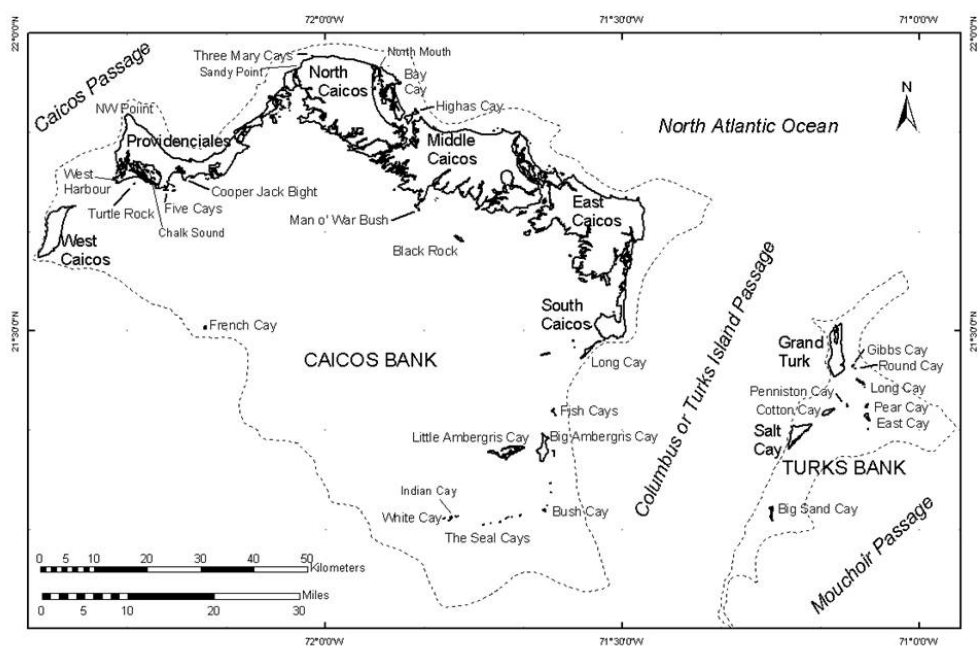 72°0'0"W
71°30'0"W
71°0'0"W
22°0'0"N
22°0'0"N
Caicos Passage
Three Mary Cays
Sandy Point
North Mouth
North
Caicos
Bay
Cay
Highas Cay
N
NW Point
Providenciales
Middle
Caicos
North Atlantic Ocean
West
Harbour
Cooper Jack Bight
Turtle Rock
Five Cays
Chalk Sound
Man o' War Bush
East
Caicos
Black Rock
West
Caicos
21°30'0"N
21°30'0"N
French Cay
CAICOS BANK
South
Caicos
Long Cay
Columbus or Turks Island Passage
Grand
Turk
Gibbs Cay
Round Cay
Long Cay
Penniston Cay
Cotton Cay
Pear Cay
East Cay
Salt
Cay
TURKS BANK
Fish Cays
Little Ambergris Cay
Big Ambergris Cay
Indian Cay
White Cay
Bush Cay
The Seal Cays
Big Sand Cay
Mouchoir Passage
0 5 10 20 30 40 50
Kilometers
0 5 10 20 30
Miles
72°0'0"W
71°30'0"W
71°0'0"W